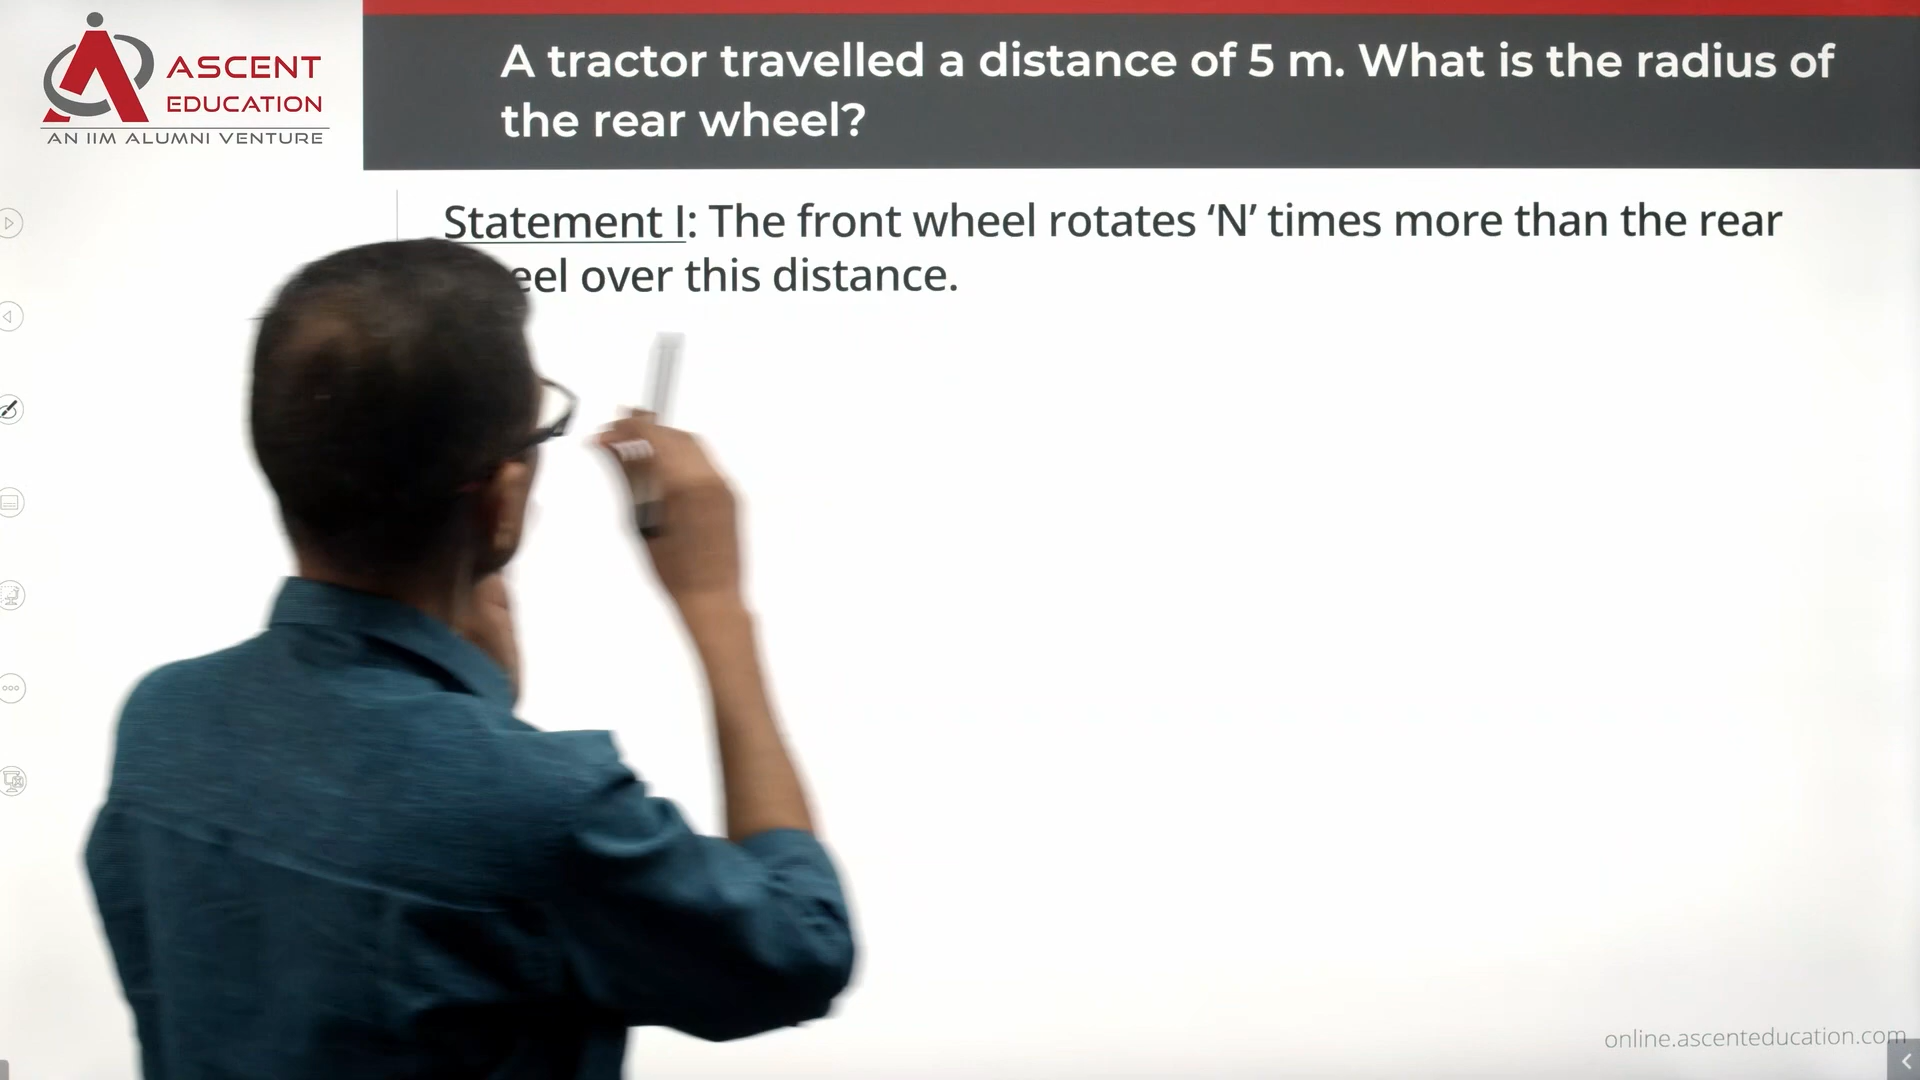 ASCENT
EDUCATION
AN IIM ALUMNI VENTURE
A tractor travelled a distance of 5 m. What is the radius of
the rear wheel?
Statement I: The front wheel rotates ‘N’ times more than the rear
eel over this distance.
online.ascenteducation.com